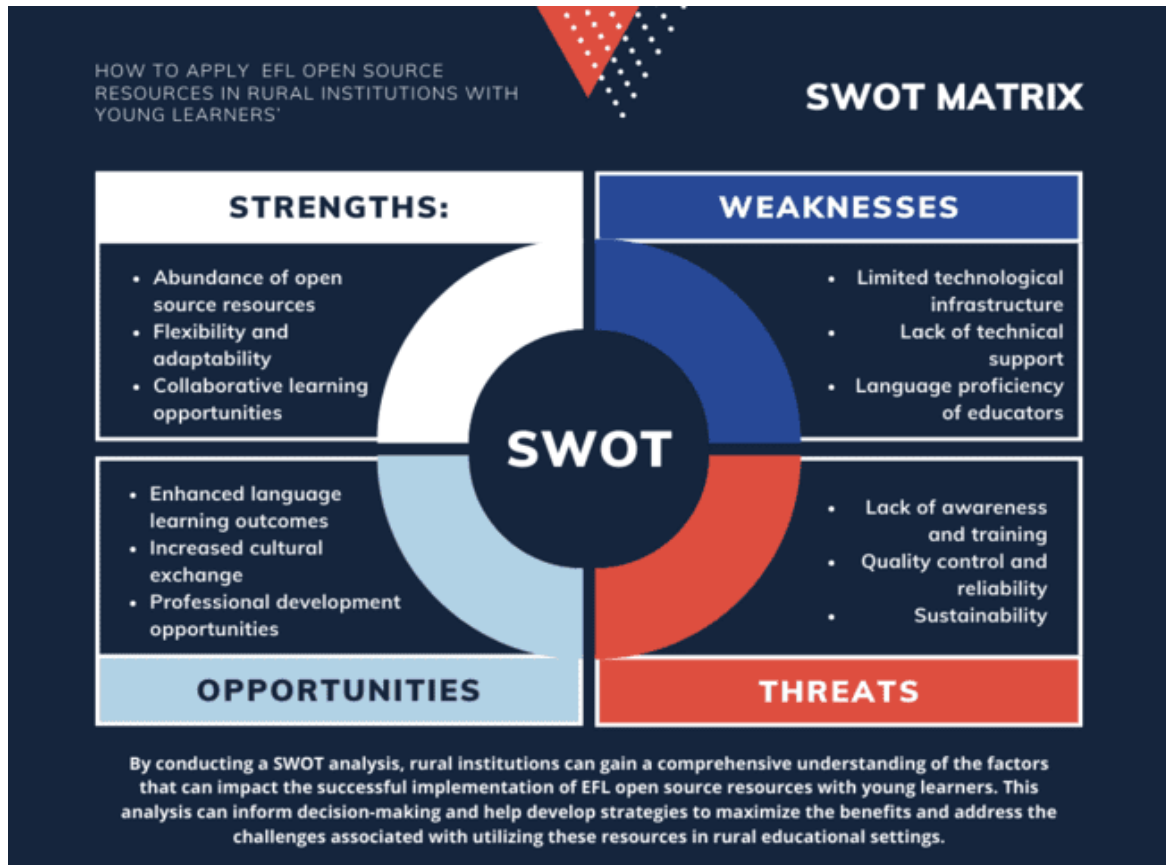 HOW TO APPLY EFL OPEN SOURCE
RESOURCES IN RURAL INSTITUTIONS WITH
YOUNG LEARNERS'
SWOT MATRIX
STRENGTHS:
• Abundance of open
source resources
• Flexibility and
adaptability
• Collaborative learning
opportunities
WEAKNESSES
• Limited technological
infrastructure
• Lack of technical
support
• Language proficiency
of educators
SWOT
• Enhanced language
learning outcomes
• Increased cultural
exchange
• Professional development
opportunities
OPPORTUNITIES
• Lack of awareness
and training
• Quality control and
reliability
• Sustainability
THREATS
By conducting a SWOT analysis, rural institutions can gain a comprehensive understanding of the factors
that can impact the successful implementation of EFL open source resources with young learners. This
analysis can inform decision-making and help develop strategies to maximize the benefits and address the
challenges associated with utilizing these resources in rural educational settings.